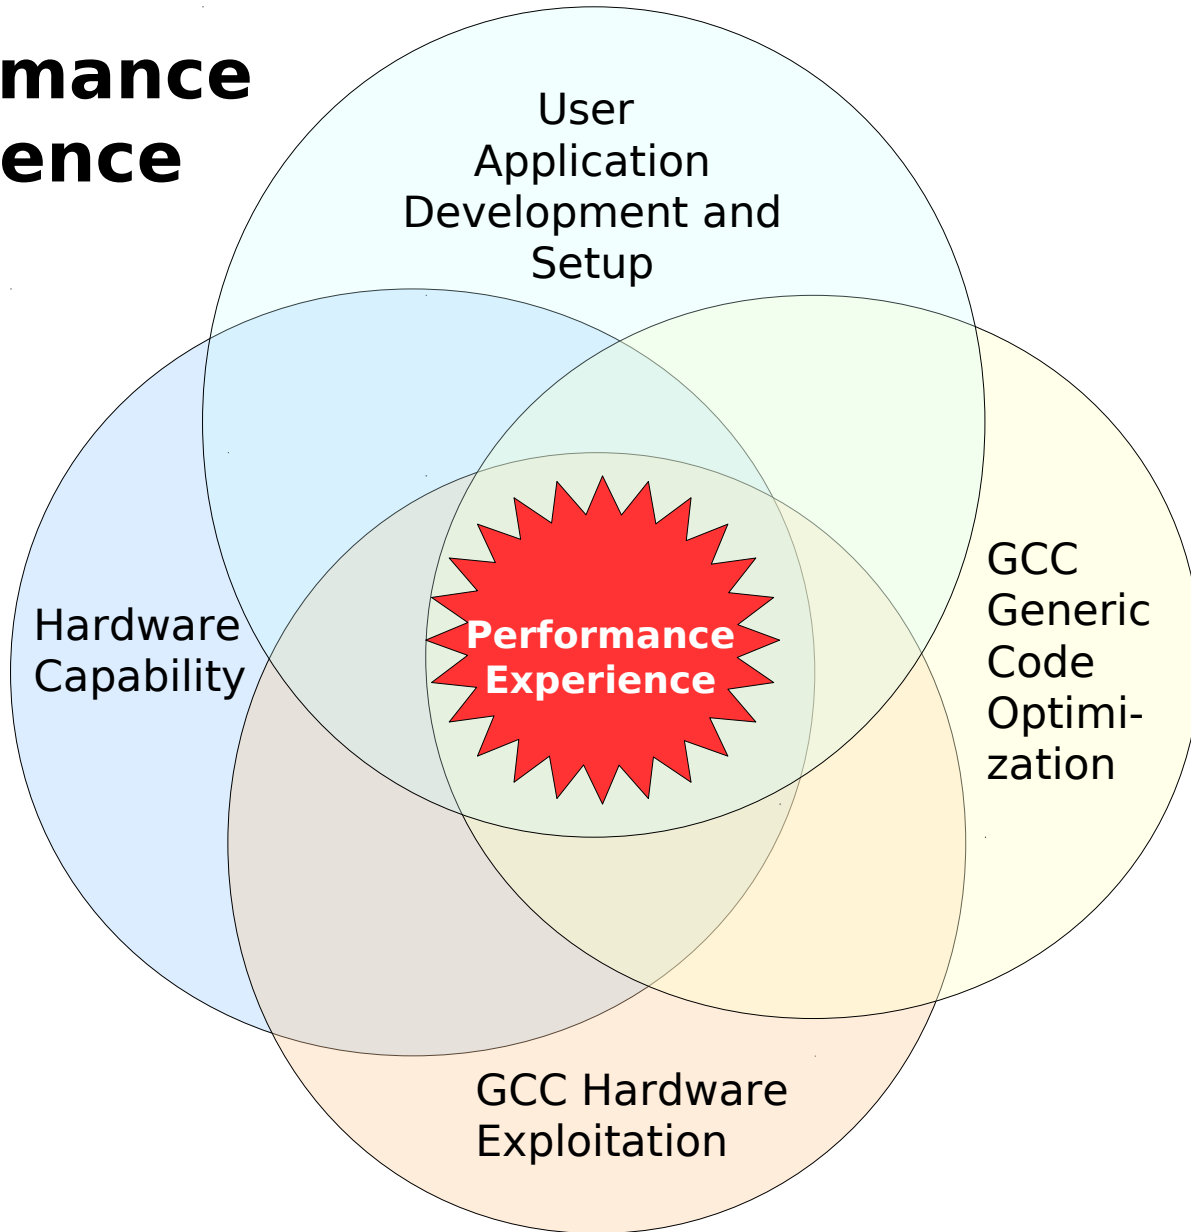 mance
ence
User
Application
Development and
Setup
Hardware
Capability
Performance
Experience
GCC
Generic
Code
Optimi-
zation
GCC Hardware
Exploitation